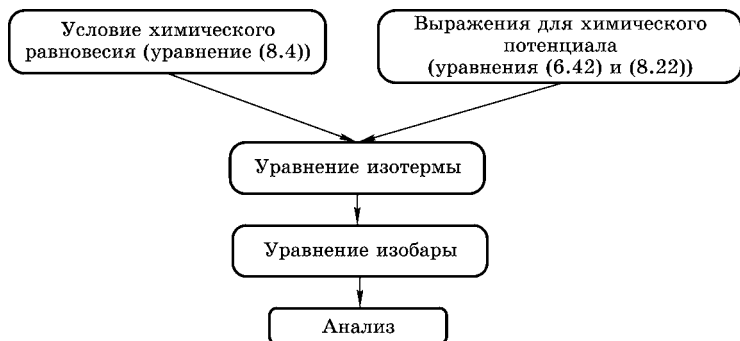 Условие химического
равновесия (уравнение (8.4))
Выражения для химического
потенциала
(уравнения (6.42) и (8.22))
Уравнение изотермы
Уравнение изобары
Анализ